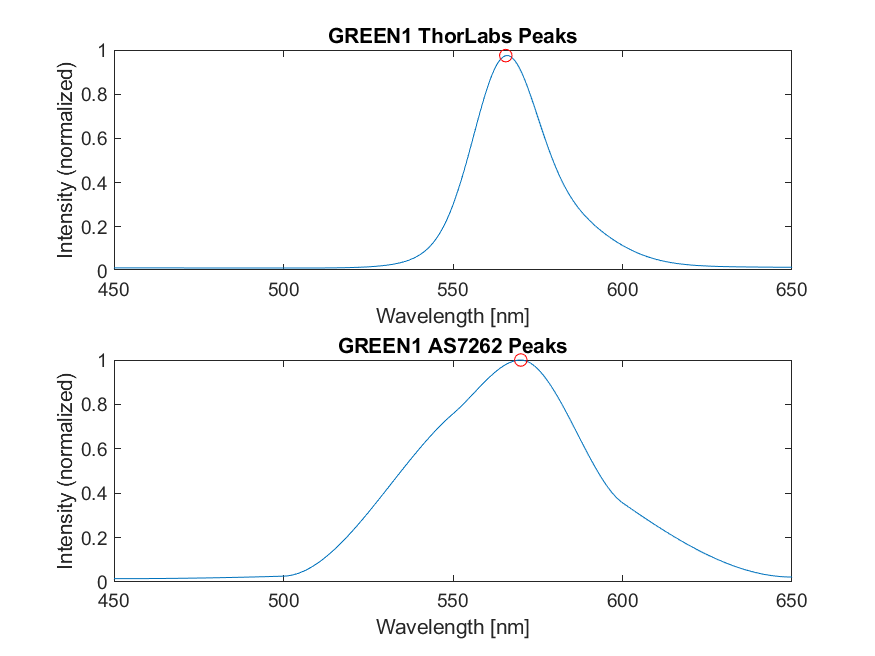 GREEN1 ThorLabs Peaks
1
0.8
0.6
0.4
0.2
0
Intensity (normalized)
450 500 550 600 650
Wavelength [nm]
GREEN1 AS7262 Peaks
1
0.8
0.6
0.4
0.2
0
Intensity (normalized)
450 500 550 600 650
Wavelength [nm]